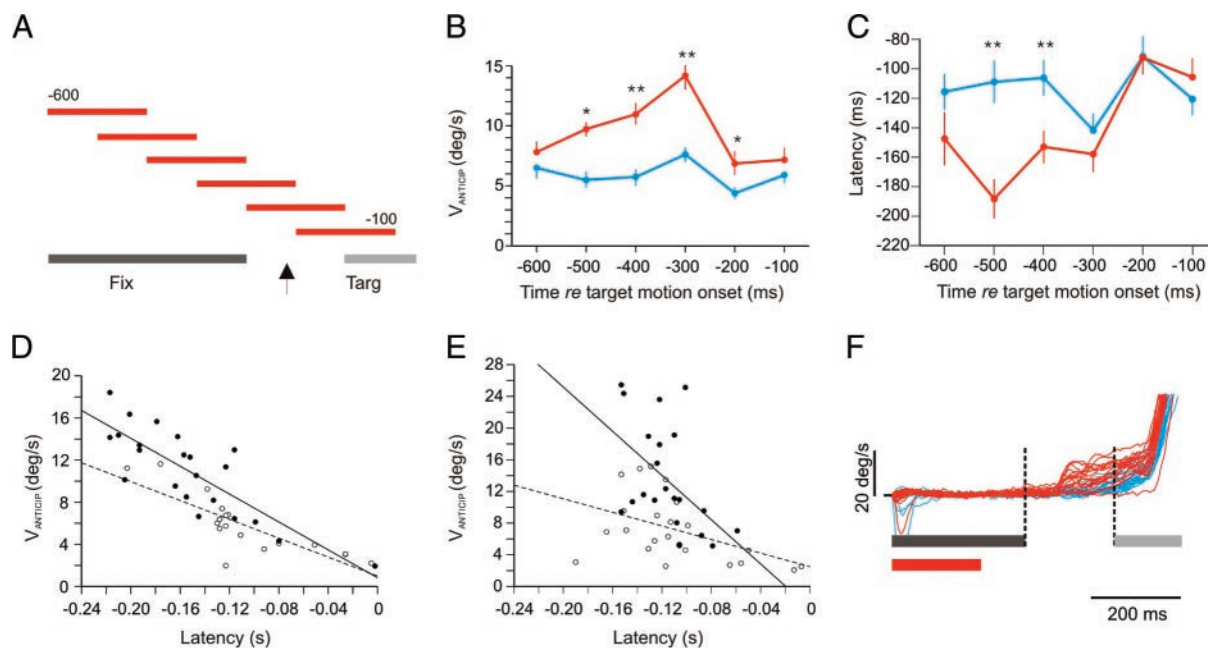 A
-600
-100
Fix
Targ
B
* ** ** *
15
10
5
0
V_ANTICIP (deg/s)
-600 -500 -400 -300 -200 -100
Time re target motion onset (ms)
C
** **
-80
-100
-120
-140
-160
-180
-200
-220
Latency (ms)
-600 -500 -400 -300 -200 -100
Time re target motion onset (ms)
D
20
16
12
8
4
0
V_ANTICIP (deg/s)
-0.24 -0.20 -0.16 -0.12 -0.08 -0.04 0
Latency (s)
E
28
24
20
16
12
8
4
0
V_ANTICIP (deg/s)
-0.24 -0.20 -0.16 -0.12 -0.08 -0.04 0
Latency (s)
F
20 deg/s
200 ms